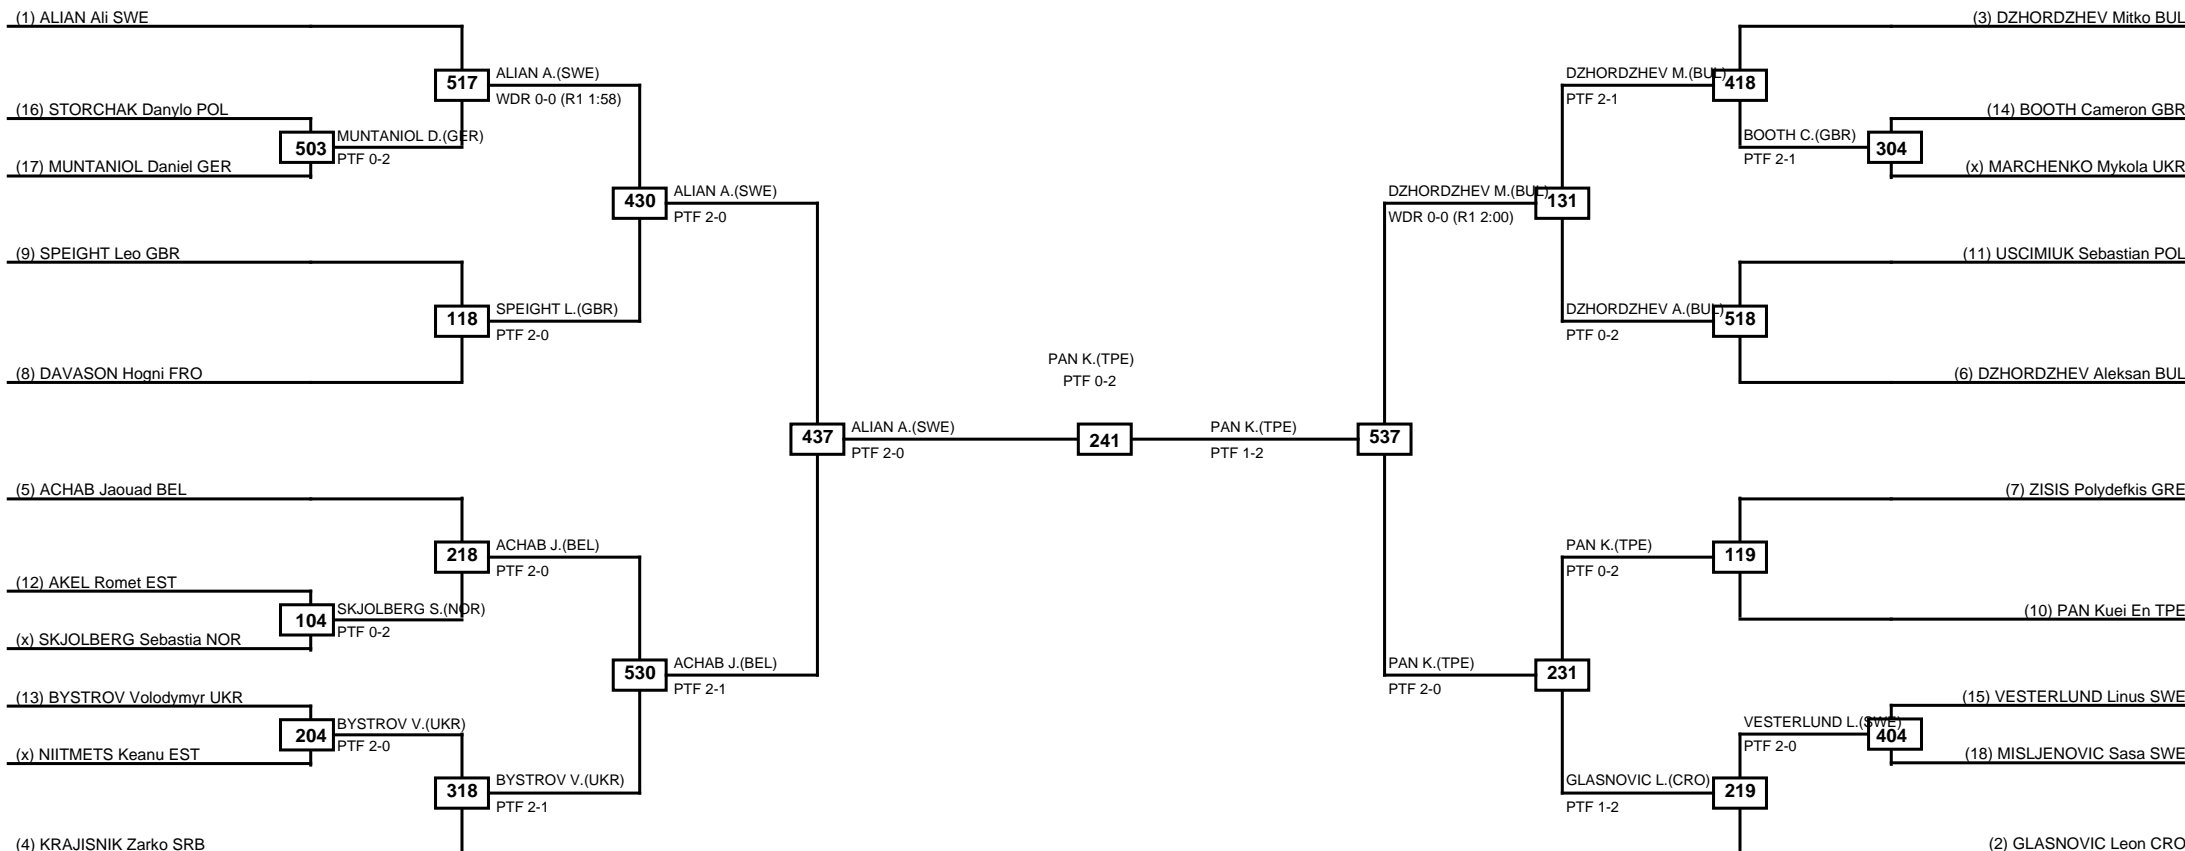 (1) ALIAN Ali SWE
(16) STORCHAK Danylo POL
(17) MUNTANIOL Daniel GER
(9) SPEIGHT Leo GBR
(8) DAVASON Hogni FRO
(5) ACHAB Jaouad BEL
(12) AKEL Romet EST
(x) SKJOLBERG Sebastia NOR
(13) BYSTROV Volodymyr UKR
(x) NIITMETS Keanu EST
(4) KRAJISNIK Zarko SRB
503
MUNTANIOL D.(GER)
PTF 0-2
104
SKJOLBERG S.(NOR)
PTF 0-2
204
BYSTROV V.(UKR)
PTF 2-0
517
ALIAN A.(SWE)
WDR 0-0 (R1 1:58)
118
SPEIGHT L.(GBR)
PTF 2-0
218
ACHAB J.(BEL)
PTF 2-0
318
BYSTROV V.(UKR)
PTF 2-1
430
ALIAN A.(SWE)
PTF 2-0
530
ACHAB J.(BEL)
PTF 2-1
437
ALIAN A.(SWE)
PTF 2-0
PAN K.(TPE)
PTF 0-2
241
PAN K.(TPE)
PTF 1-2
537
DZHORDZHEV M.(BUL)
WDR 0-0 (R1 2:00)
131
PAN K.(TPE)
PTF 2-0
231
DZHORDZHEV M.(BUL)
PTF 2-1
418
DZHORDZHEV A.(BUL)
PTF 0-2
518
PAN K.(TPE)
PTF 0-2
119
GLASNOVIC L.(CRO)
PTF 1-2
219
BOOTH C.(GBR)
PTF 2-1
304
VESTERLUND L.(SWE)
PTF 2-0
404
(3) DZHORDZHEV Mitko BUL
(14) BOOTH Cameron GBR
(x) MARCHENKO Mykola UKR
(11) USCIMIUK Sebastian POL
(6) DZHORDZHEV Aleksan BUL
(7) ZISIS Polydefkis GRE
(10) PAN Kuei En TPE
(15) VESTERLUND Linus SWE
(18) MISLJENOVIC Sasa SWE
(2) GLASNOVIC Leon CRO